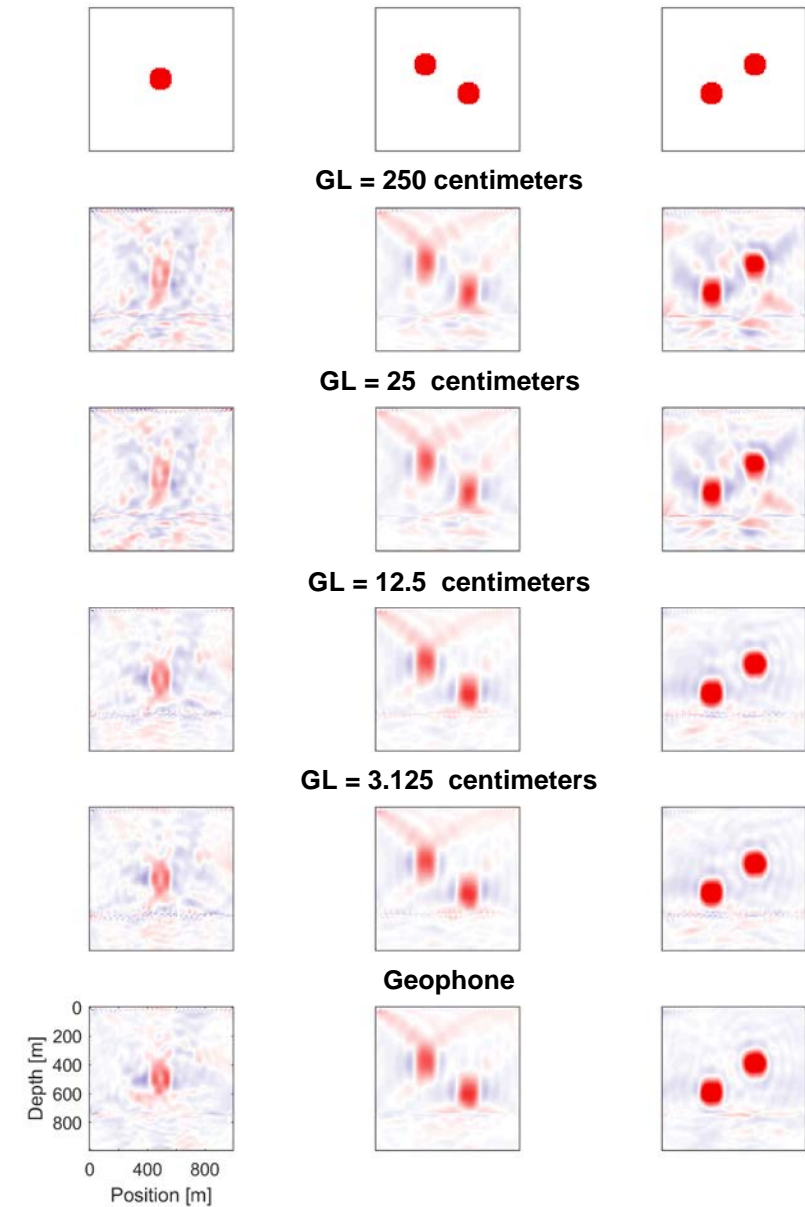 GL = 250 centimeters
GL = 25 centimeters
GL = 12.5 centimeters
GL = 3.125 centimeters
Geophone
0
200
400
600
800
Depth [m]
0 400 800
Position [m]